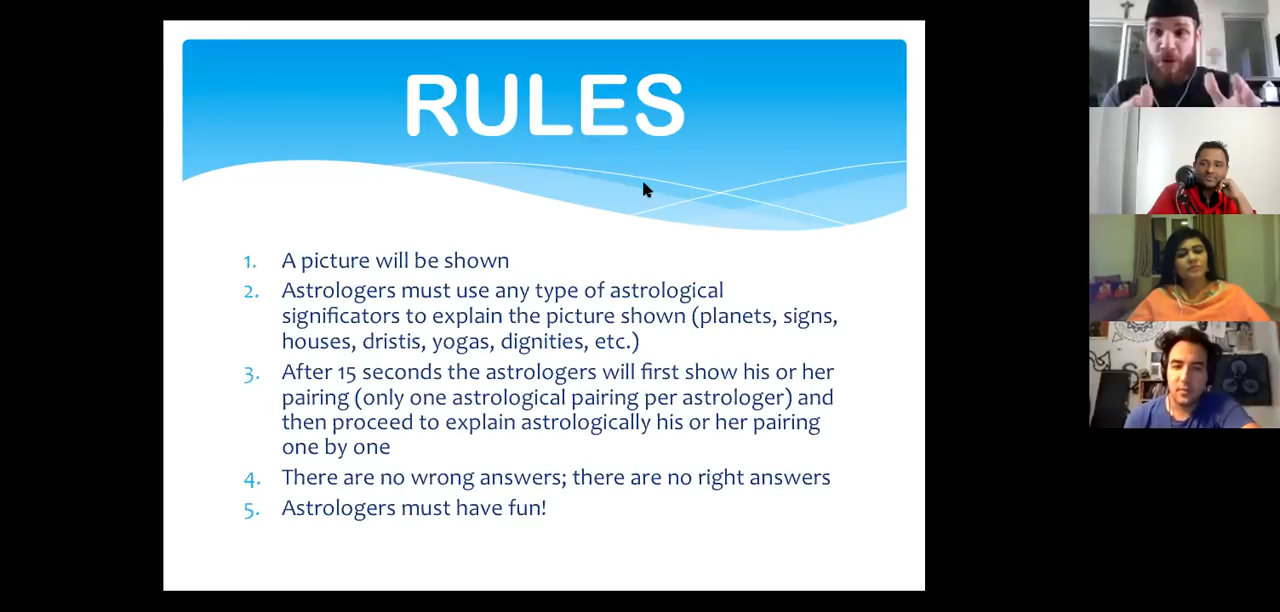 RULES
1. A picture will be shown
2. Astrologers must use any type of astrological
significators to explain the picture shown (planets, signs,
houses, dristis, yogas, dignities, etc.)
3. After 15 seconds the astrologers will first show his or her
pairing (only one astrological pairing per astrologer) and
then proceed to explain astrologically his or her pairing
one by one
4. There are no wrong answers; there are no right answers
5. Astrologers must have fun!